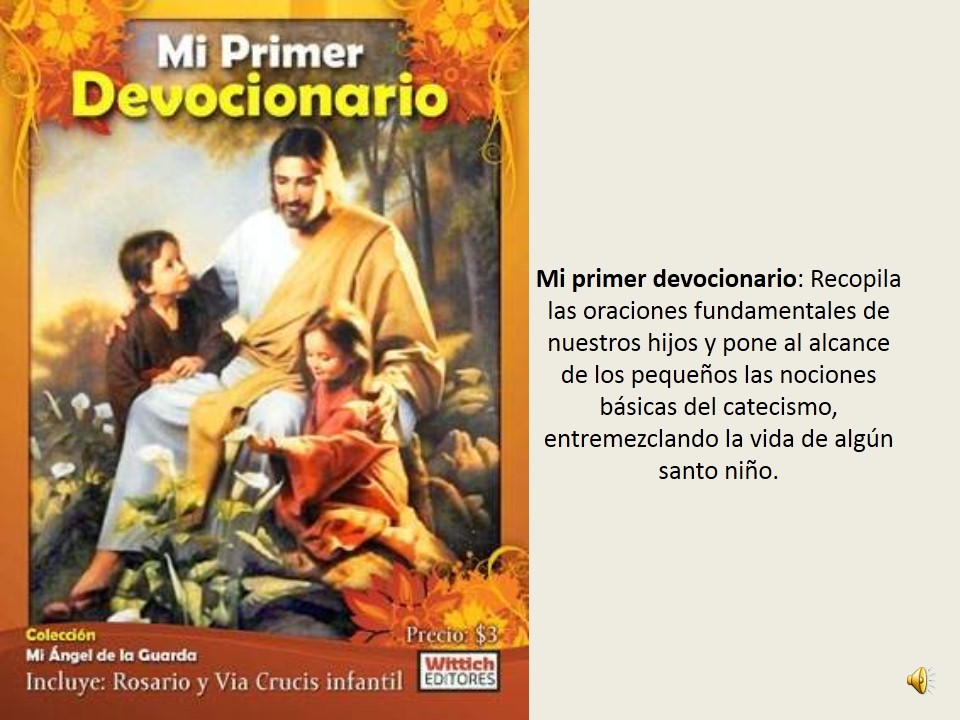 Mi Primer
Devocionario
Colección
Mi Ángel de la Guarda
Incluye: Rosario y Via Crucis infantil
Precio: $3
Wittich
EDITORES
Mi primer devocionario: Recopila
las oraciones fundamentales de
nuestros hijos y pone al alcance
de los pequeños las nociones
básicas del catecismo,
entremezclando la vida de algún
santo niño.